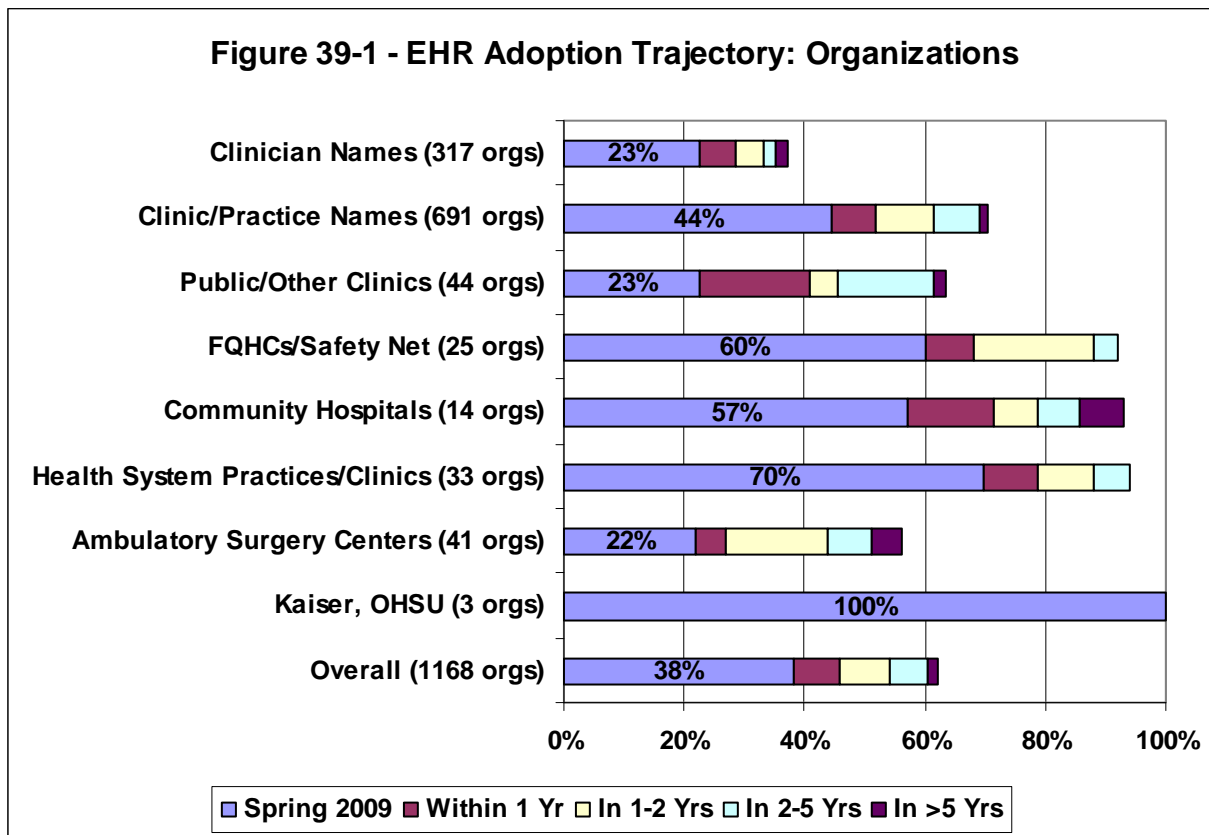 Figure 39-1 - EHR Adoption Trajectory: Organizations
Clinician Names (317 orgs) 23%
Clinic/Practice Names (691 orgs) 44%
Public/Other Clinics (44 orgs) 23%
FQHCs/Safety Net (25 orgs) 60%
Community Hospitals (14 orgs) 57%
Health System Practices/Clinics (33 orgs) 70%
Ambulatory Surgery Centers (41 orgs) 22%
Kaiser, OHSU (3 orgs) 100%
Overall (1168 orgs) 38%
0% 20% 40% 60% 80% 100%
Spring 2009 Within 1 Yr In 1-2 Yrs In 2-5 Yrs In >5 Yrs